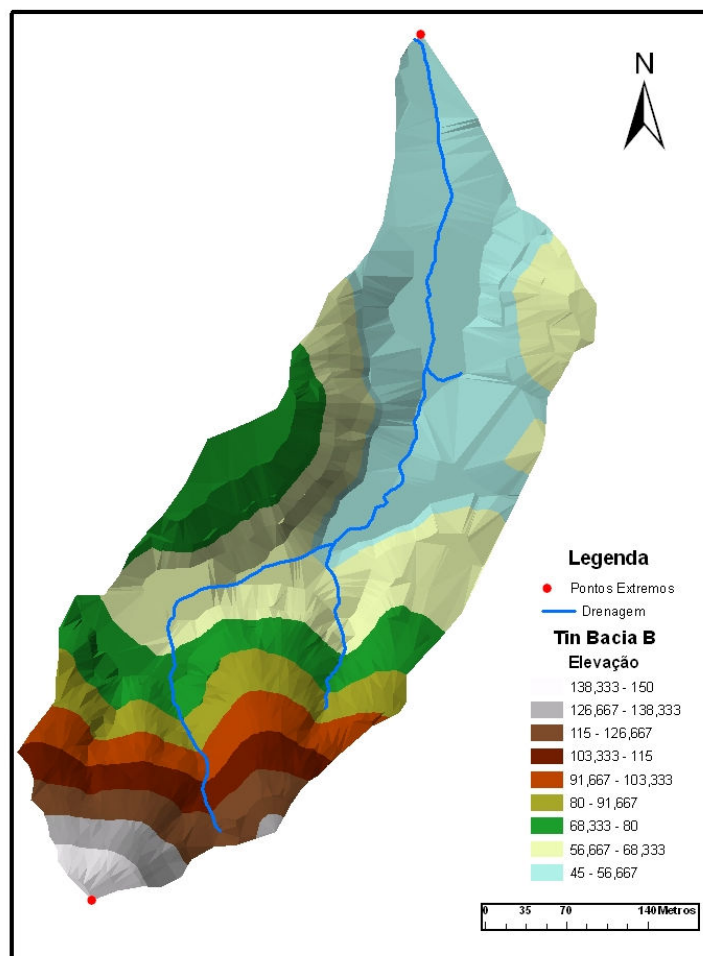 N
Legenda
Pontos Extremos
Drenagem
Tin Bacia B
Elevação
138,333 - 150
126,667 - 138,333
115 - 126,667
103,333 - 115
91,667 - 103,333
80 - 91,667
68,333 - 80
56,667 - 68,333
45 - 56,667
0 35 70 140 Metros